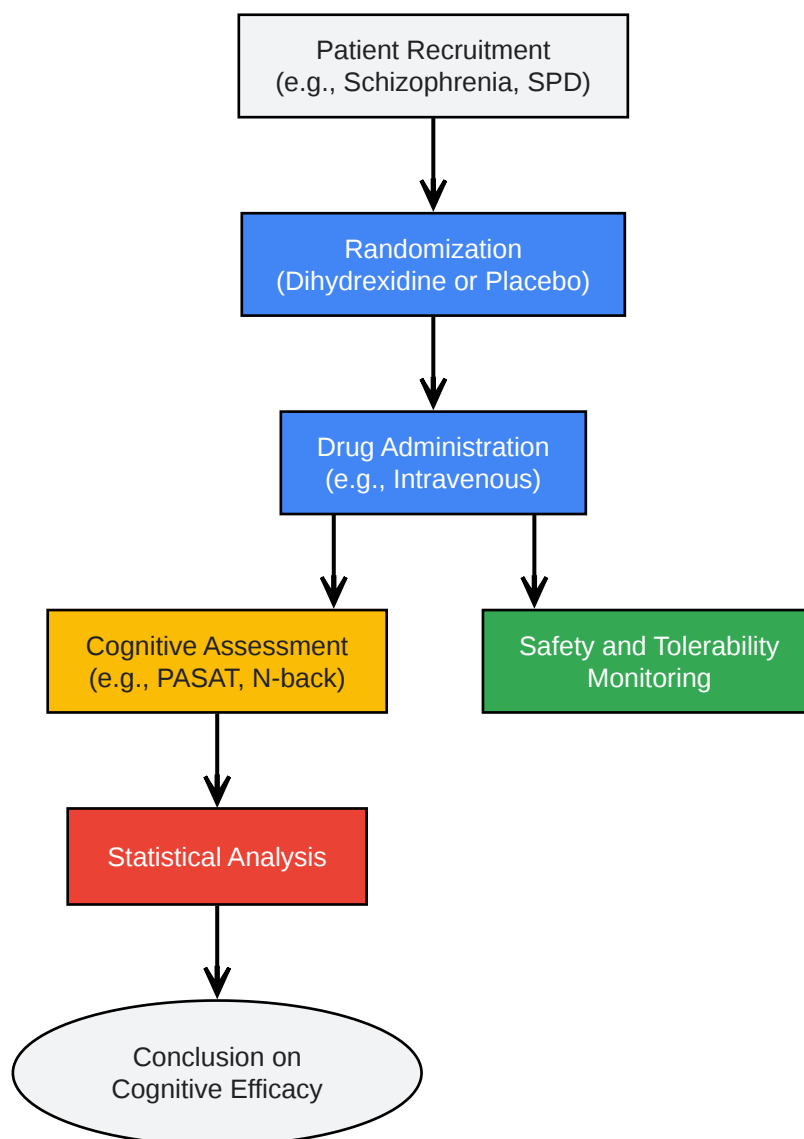 Patient Recruitment
(e.g., Schizophrenia, SPD)
Randomization
(Dihydrexidine or Placebo)
Drug Administration
(e.g., Intravenous)
Cognitive Assessment
(e.g., PASAT, N-back)
Safety and Tolerability
Monitoring
Statistical Analysis
Conclusion on
Cognitive Efficacy